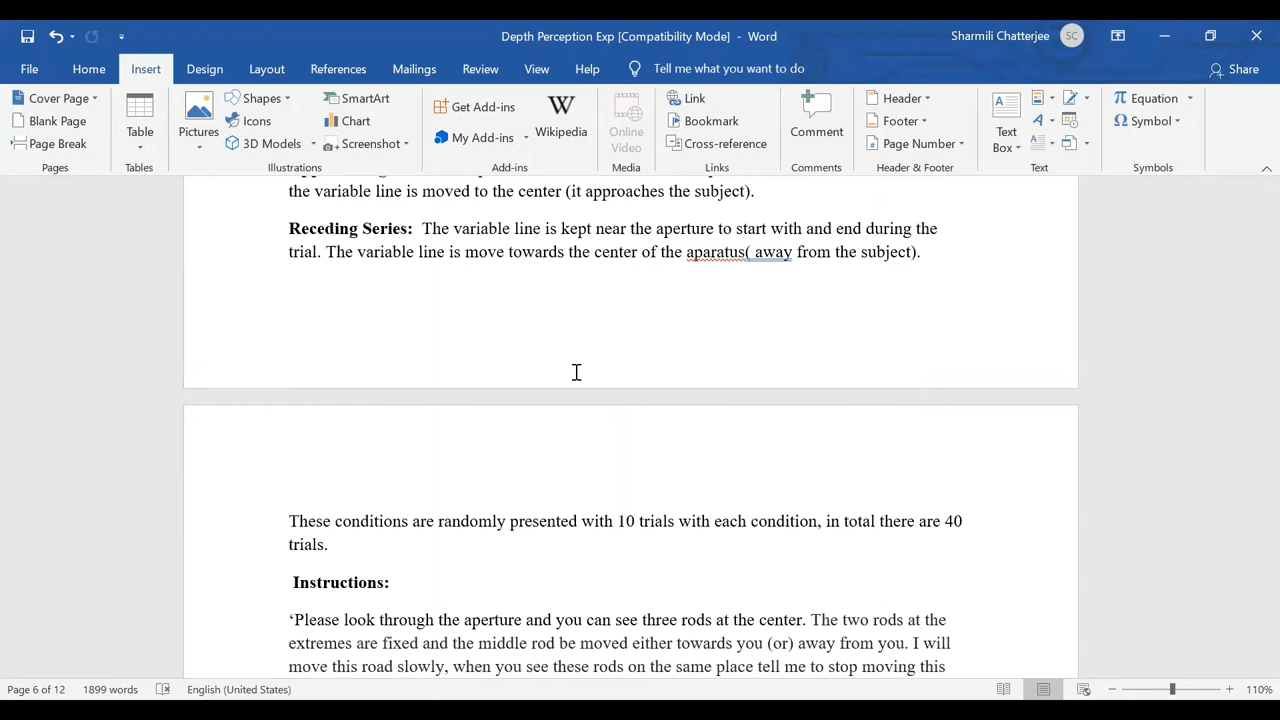 Depth Perception Exp [Compatibility Mode] - Word
Sharmili Chatterjee
SC
File
Home
Insert
Design
Layout
References
Mailings
Review
View
Help
Tell me what you want to do
Share
Cover Page
Blank Page
Page Break
Pages
Table
Tables
Pictures
Shapes
Icons
3D Models
SmartArt
Chart
Screenshot
Illustrations
Get Add-ins
My Add-ins
Wikipedia
Add-ins
Online
Video
Media
Link
Bookmark
Cross-reference
Links
Comment
Comments
Header
Footer
Page Number
Header & Footer
Text
Box
Text
Equation
Symbol
Symbols
the variable line is moved to the center (it approaches the subject).
Receding Series: The variable line is kept near the aperture to start with and end during the
trial. The variable line is move towards the center of the aparatus( away from the subject).
These conditions are randomly presented with 10 trials with each condition, in total there are 40
trials.
Instructions:
‘Please look through the aperture and you can see three rods at the center. The two rods at the
extremes are fixed and the middle rod be moved either towards you (or) away from you. I will
move this road slowly, when you see these rods on the same place tell me to stop moving this
Page 6 of 12
1899 words
English (United States)
110%